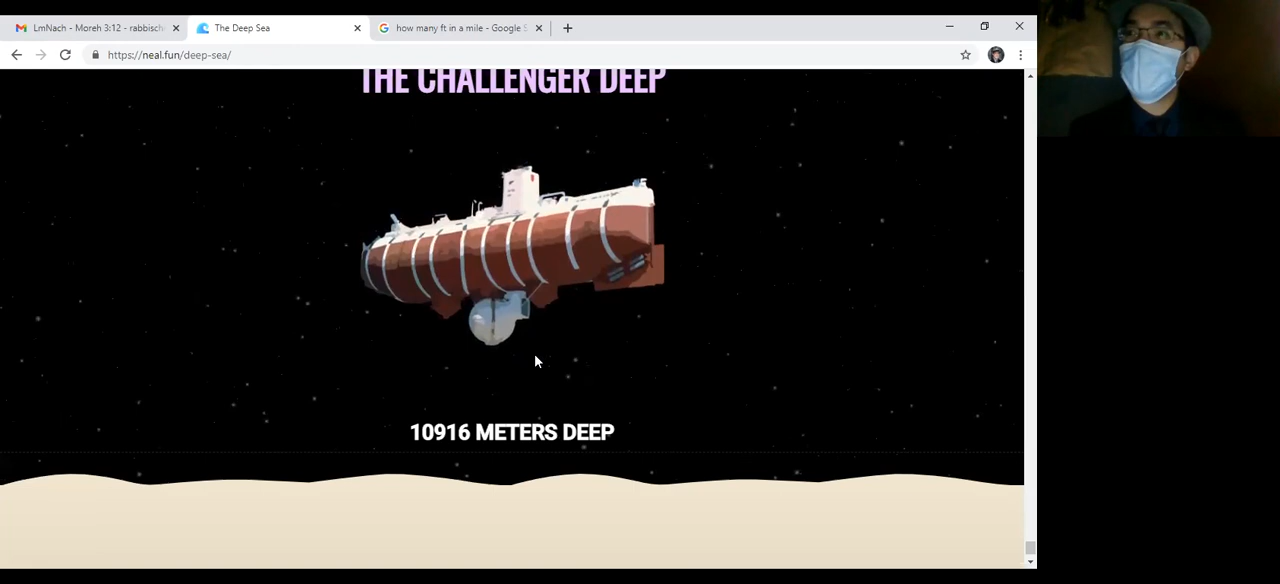 LmNach - Moreh 3:12 - rabbisch
The Deep Sea
how many ft in a mile - Google S
https://neal.fun/deep-sea/
THE CHALLENGER DEEP
10916 METERS DEEP